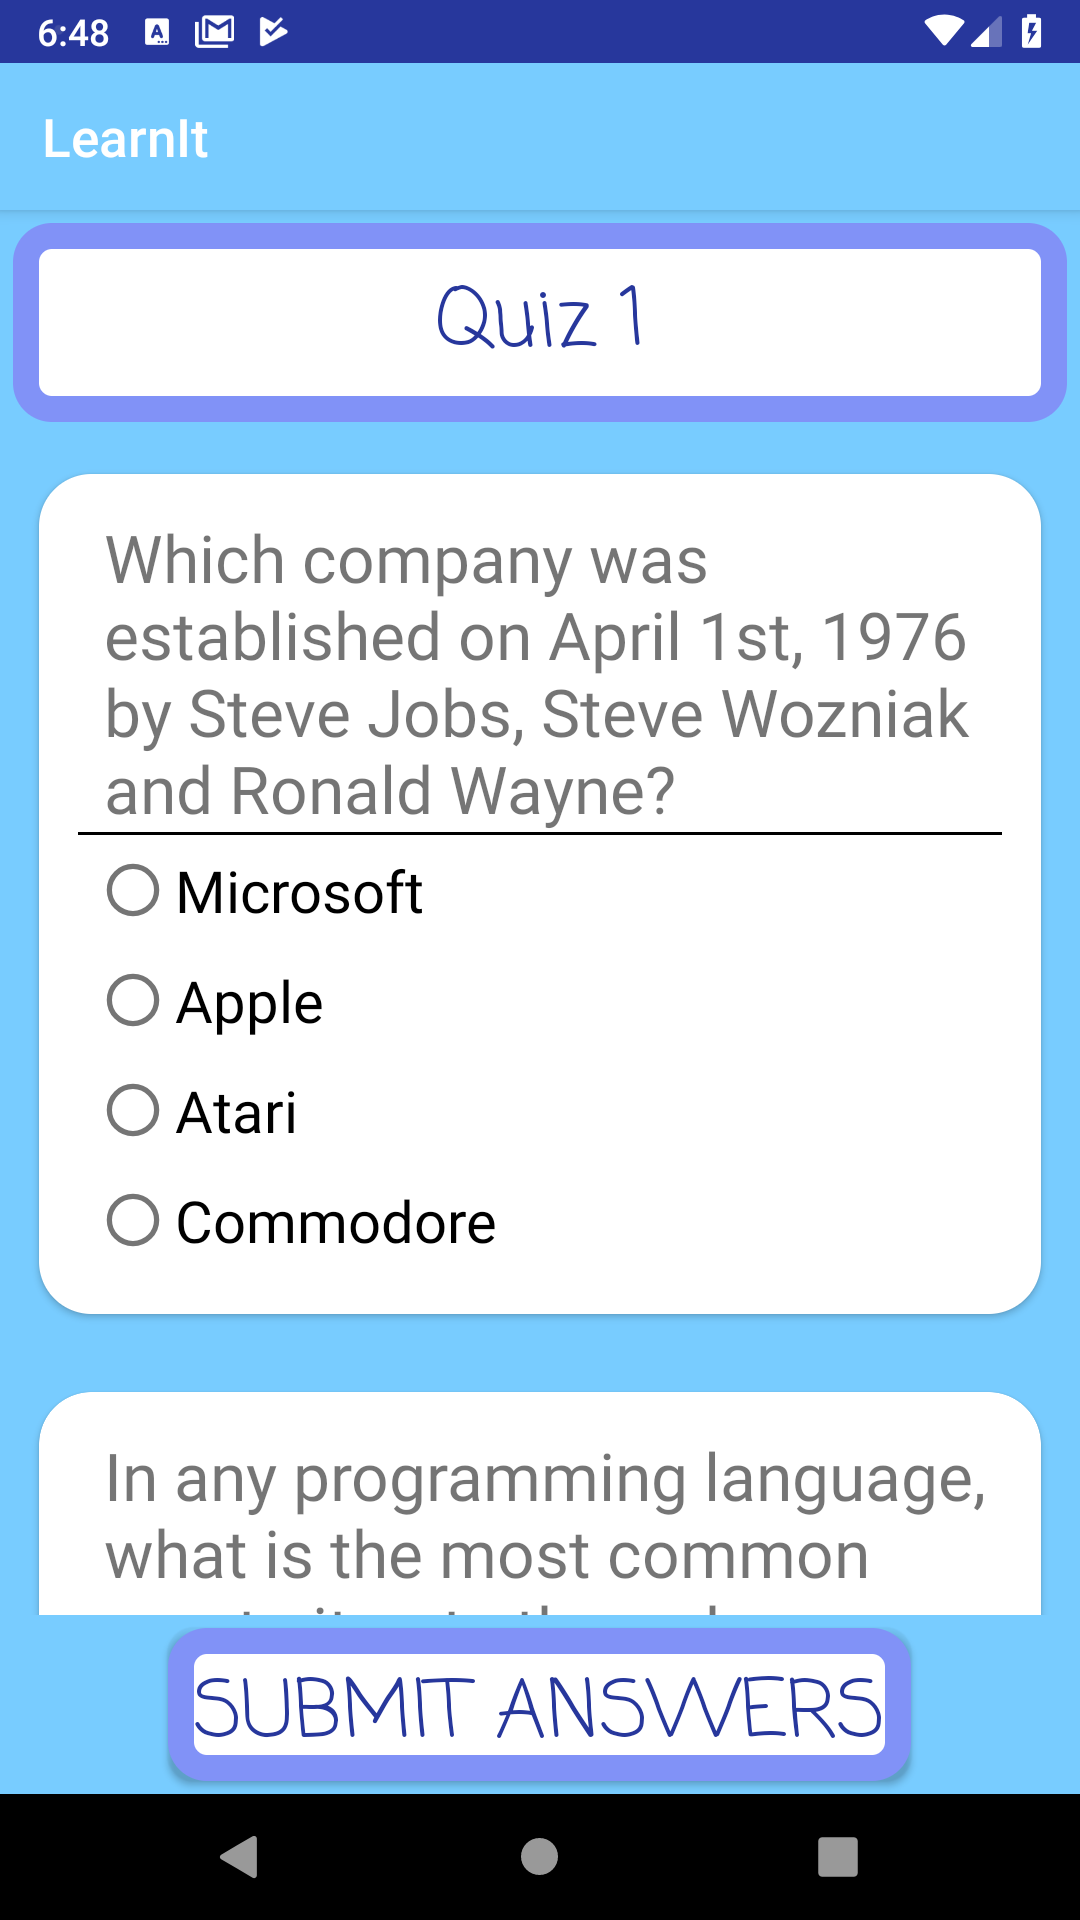 6:48
LearnIt
Quiz 1
Which company was
established on April 1st, 1976
by Steve Jobs, Steve Wozniak
and Ronald Wayne?
Microsoft
Apple
Atari
Commodore
In any programming language,
what is the most common
SUBMIT ANSWERS